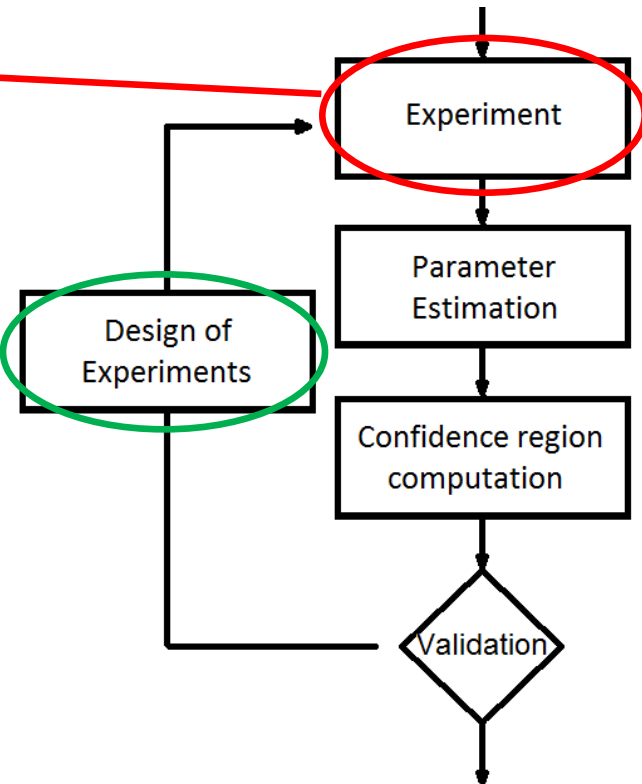 Experiment
Parameter
Estimation
Design of
Experiments
Confidence region
computation
Validation